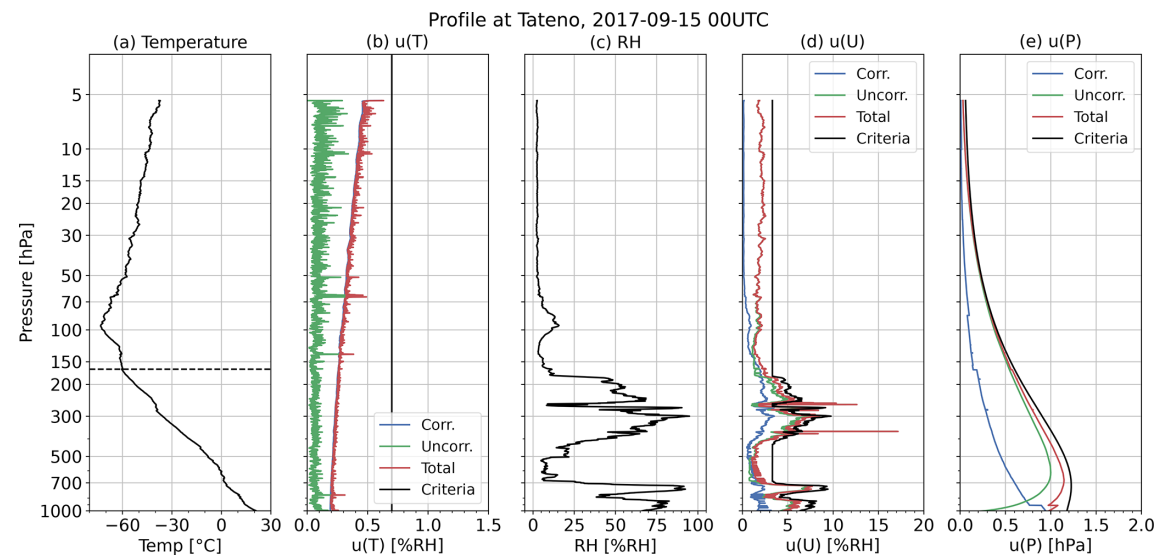 Profile at Tateno, 2017-09-15 00UTC
(a) Temperature
(b) u(T)
(c) RH
(d) u(U)
(e) u(P)
Pressure [hPa]
5
10
15
20
30
50
70
100
150
200
300
500
700
1000
−60
−30
0
30
Temp [°C]
Corr.
Uncorr.
Total
Criteria
0.0
0.5
1.0
1.5
u(T) [%RH]
0
25
50
75
100
RH [%RH]
Corr.
Uncorr.
Total
Criteria
0
5
10
15
20
u(U) [%RH]
Corr.
Uncorr.
Total
Criteria
0.0
0.5
1.0
1.5
2.0
u(P) [hPa]